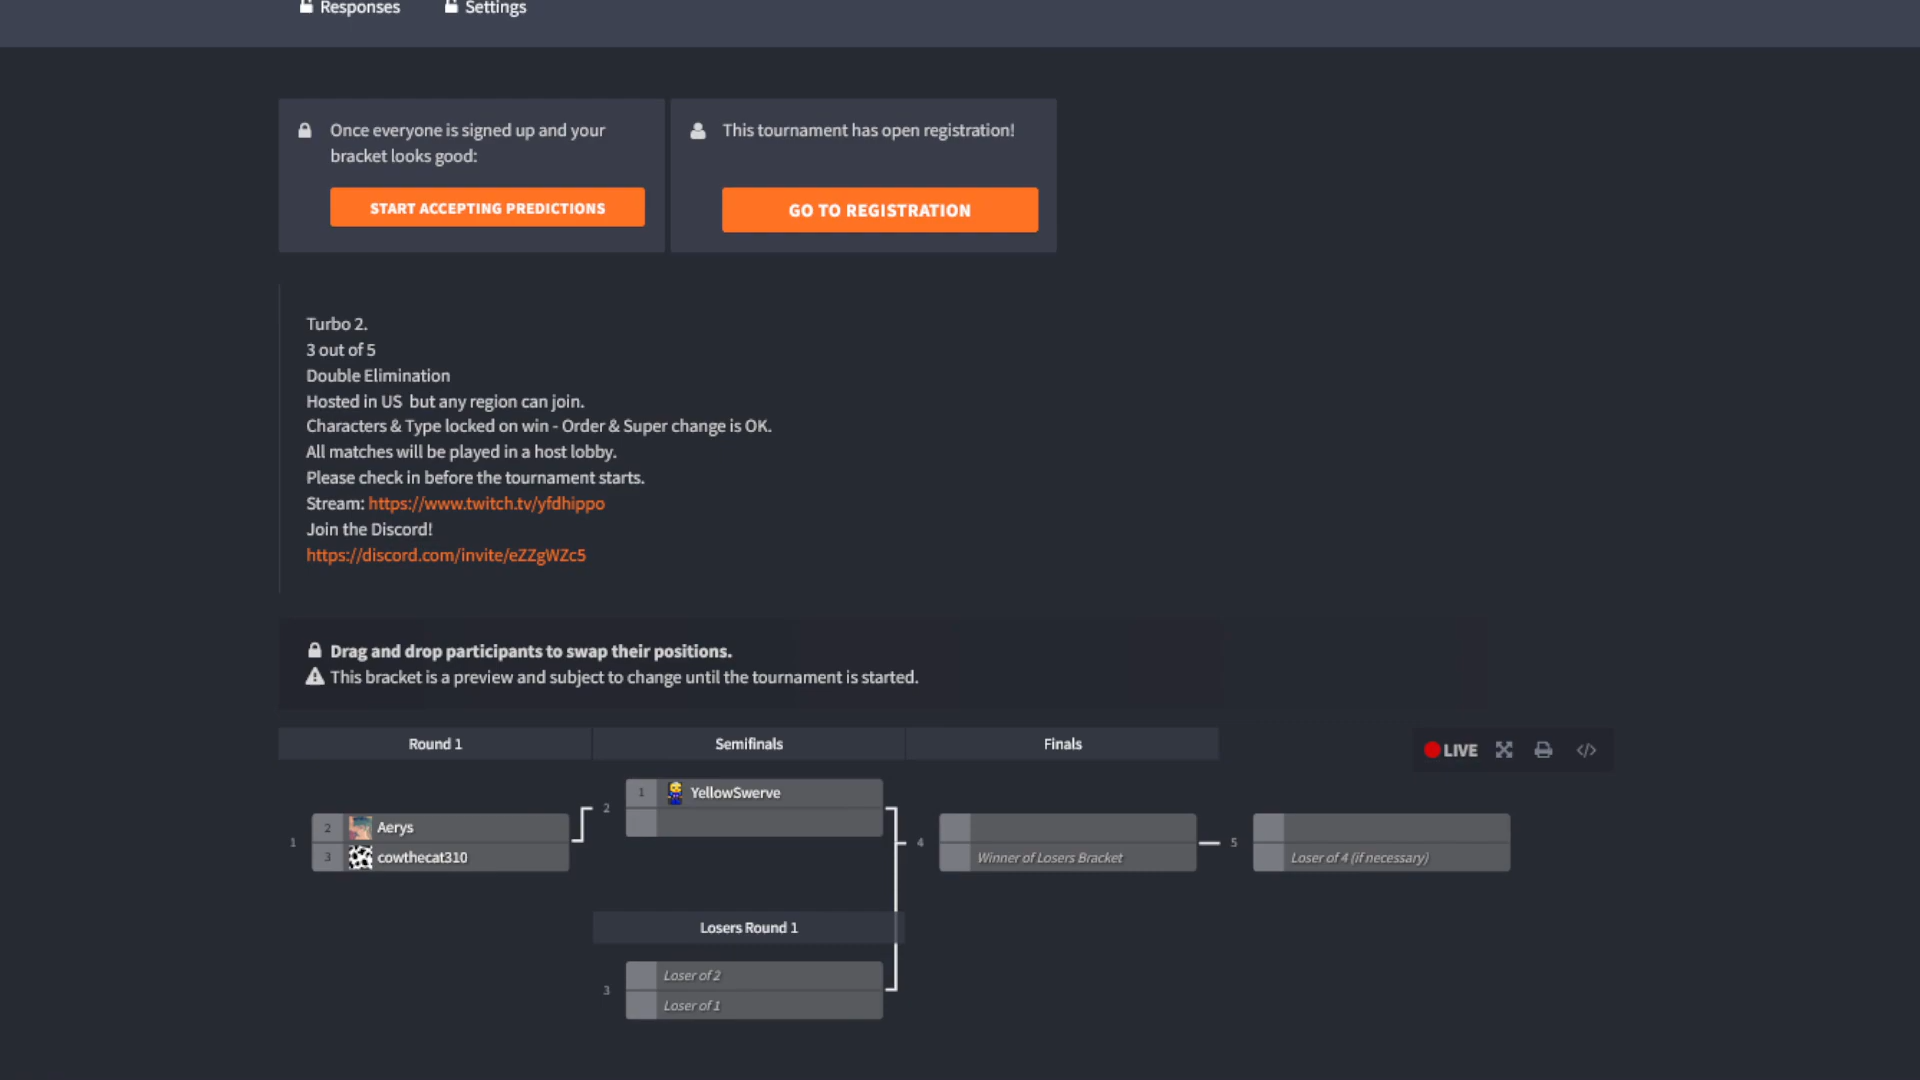 Responses Settings
Once everyone is signed up and your
bracket looks good:
START ACCEPTING PREDICTIONS
This tournament has open registration!
GO TO REGISTRATION
Turbo 2.
3 out of 5
Double Elimination
Hosted in US but any region can join.
Characters & Type locked on win - Order & Super change is OK.
All matches will be played in a host lobby.
Please check in before the tournament starts.
Stream: https://www.twitch.tv/yfdhippo
Join the Discord!
https://discord.com/invite/eZZgWZc5
Drag and drop participants to swap their positions.
This bracket is a preview and subject to change until the tournament is started.
Round 1 Semifinals Finals
LIVE </>
1
2 Aerys
3 cowthecat310
2
1 YellowSwerve
4
Winner of Losers Bracket
5
Loser of 4 (if necessary)
Losers Round 1
3
Loser of 2
Loser of 1